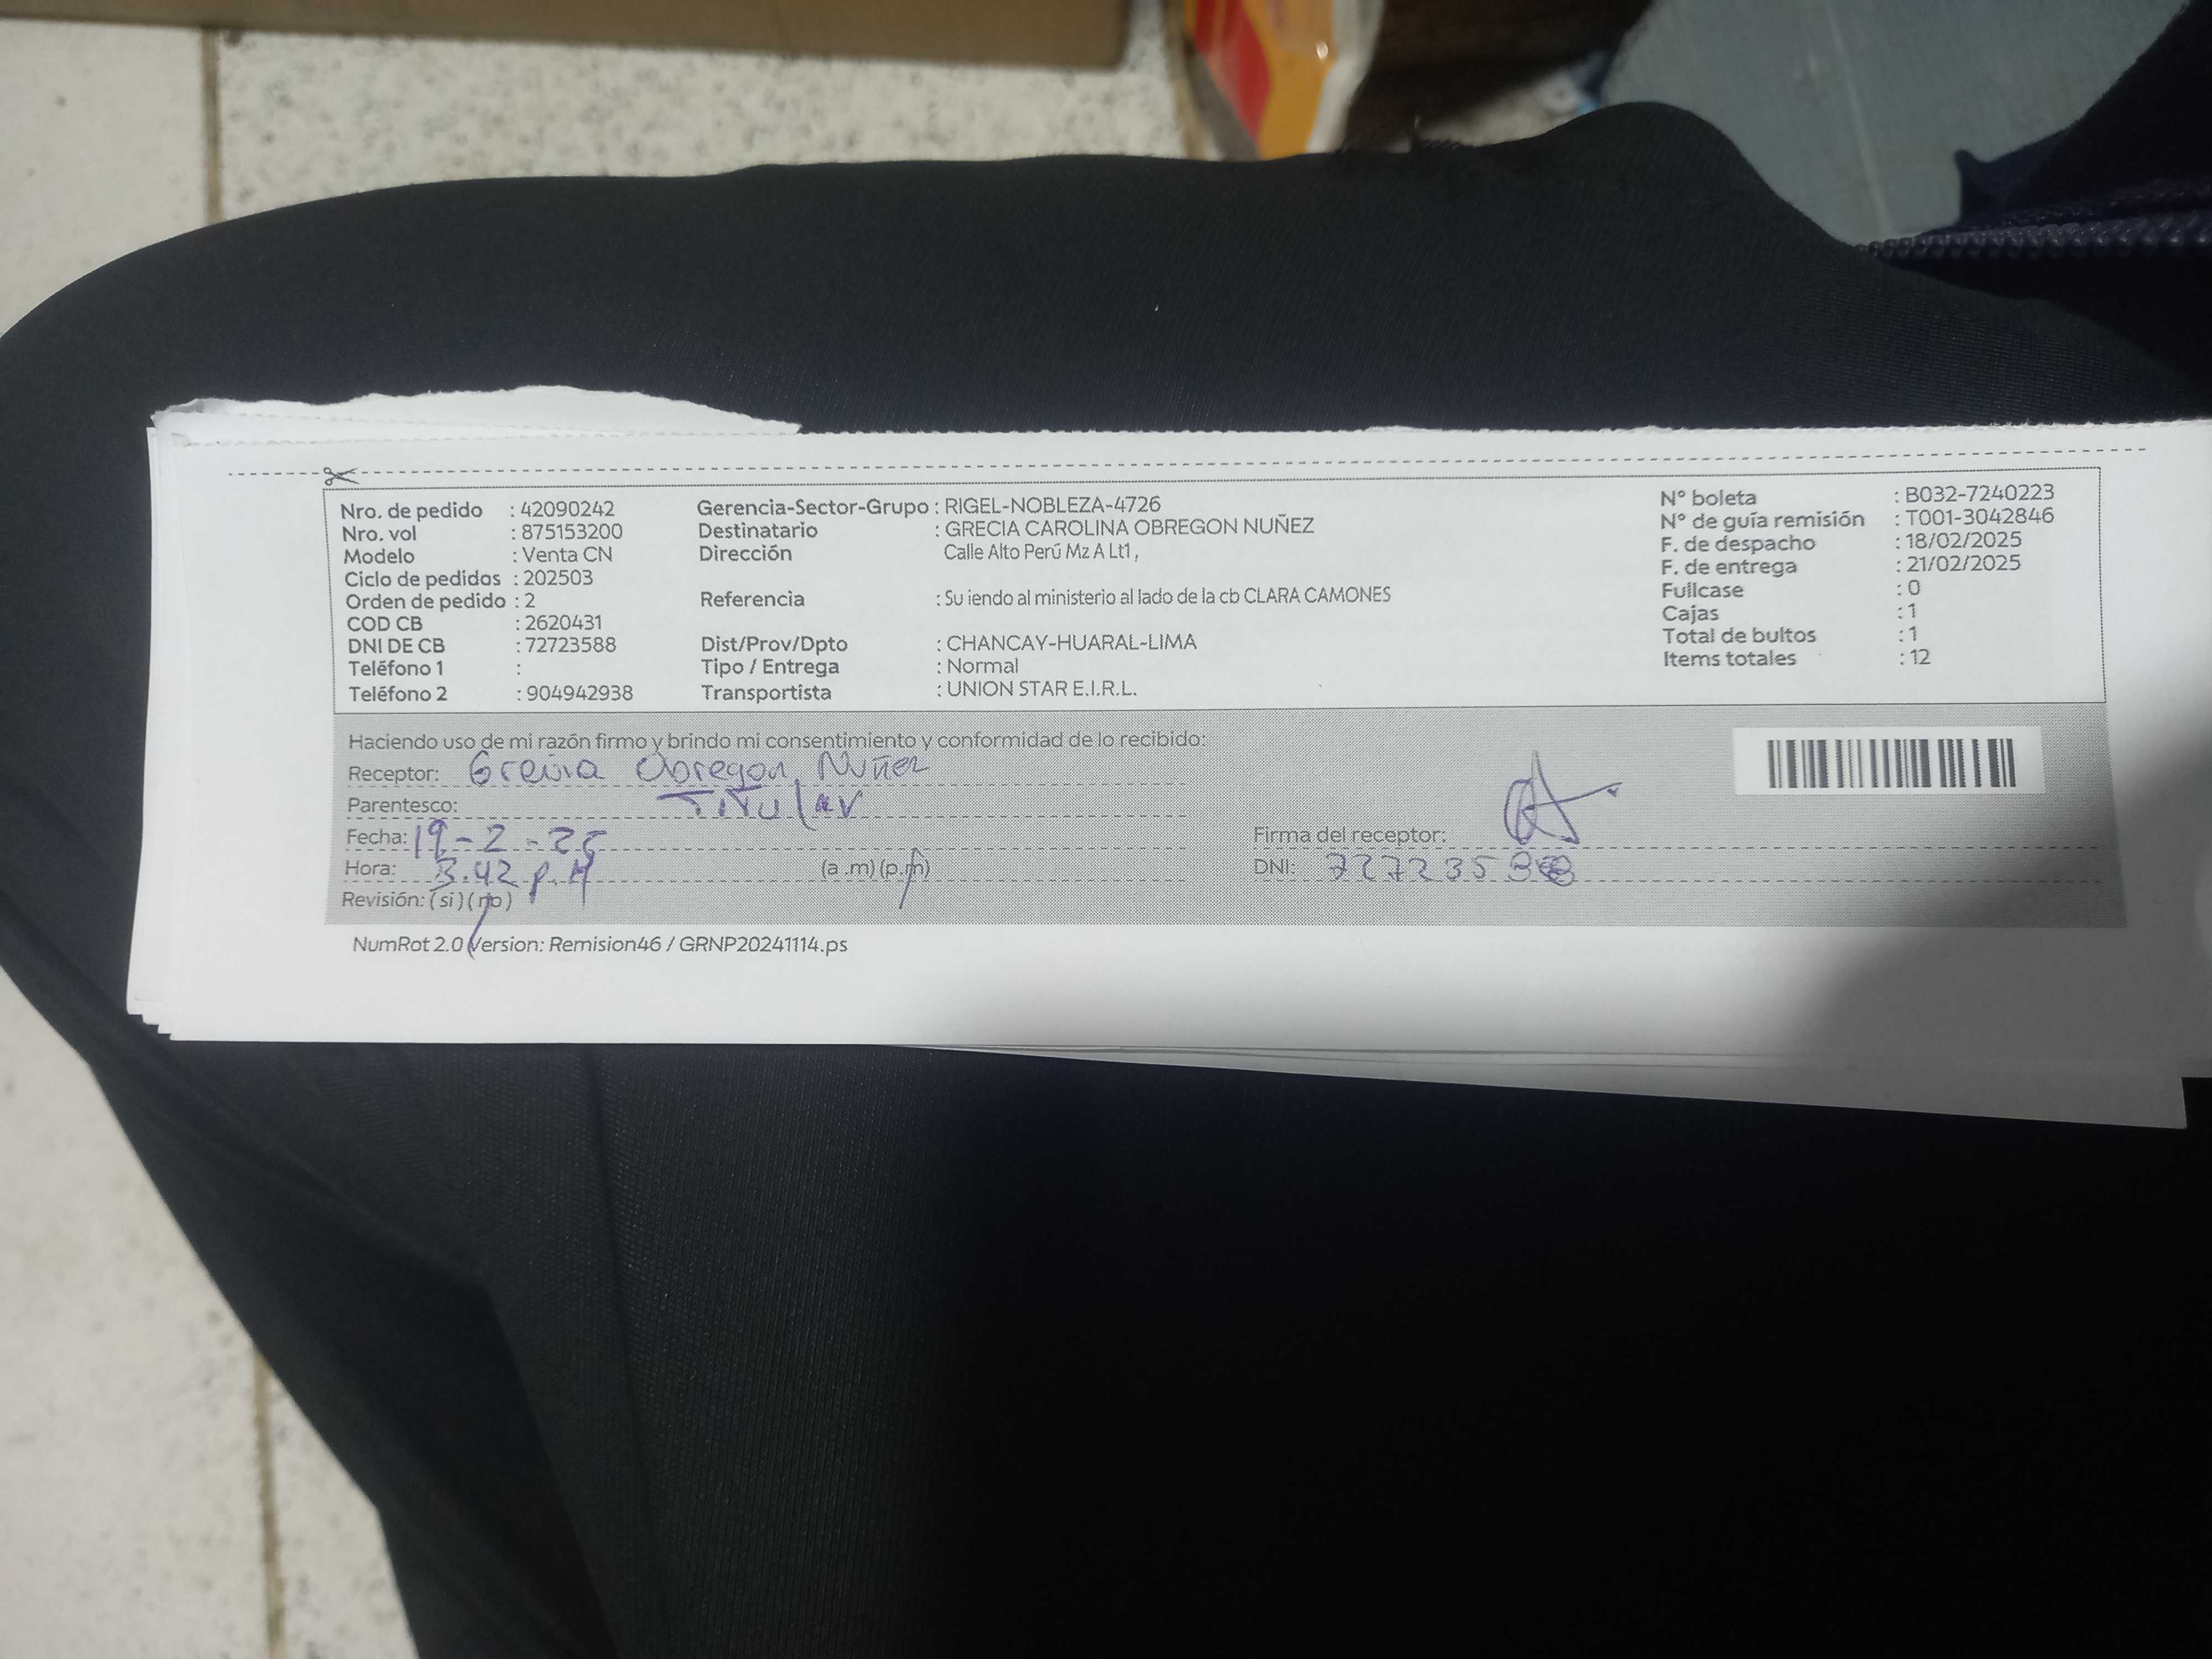 Nro. de pedido : 42090242
Nro. vol : 875153200
Modelo : Venta CN
Ciclo de pedidos : 202503
Orden de pedido : 2
COD CB : 2620431
DNI DE CB : 72723588
Teléfono 1 :
Teléfono 2 : 904942938
Gerencia-Sector-Grupo : RIGEL-NOBLEZA-4726
Destinatario : GRECIA CAROLINA OBREGON NUÑEZ
Dirección Calle Alto Perú Mz A Lt1 ,
Referencia : Su iendo al ministerio al lado de la cb CLARA CAMONES
Dist/Prov/Dpto : CHANCAY-HUARAL-LIMA
Tipo / Entrega : Normal
Transportista : UNION STAR E.I.R.L.
N° boleta : B032-7240223
N° de guía remisión : T001-3042846
F. de despacho : 18/02/2025
F. de entrega : 21/02/2025
Fullcase : 0
Cajas : 1
Total de bultos : 1
Items totales : 12
Haciendo uso de mi razón firmo y brindo mi consentimiento y conformidad de lo recibido:
Receptor: Obregon Nuñez
Parentesco: Titular
Fecha: 19-2-25
Hora: 3.42 p.M (a .m) (p.m)
Revisión: (si) (no)
Firma del receptor:
DNI:
NumRot 2.0 Version: Remision46 / GRNP20241114.ps